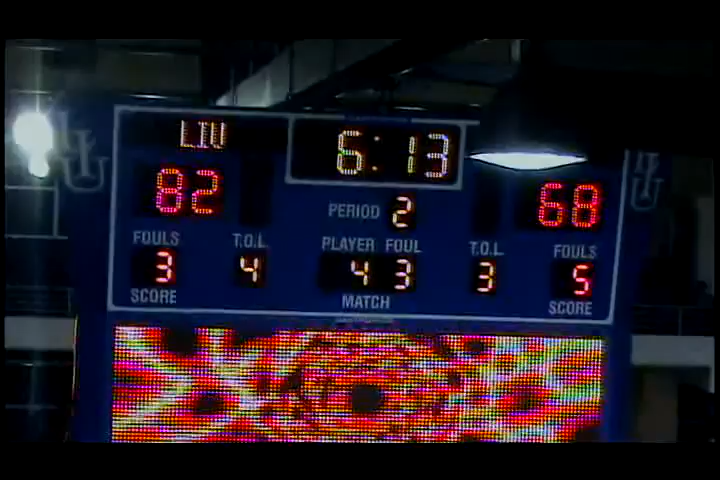 LIU 6:13
82 PERIOD 2 68
FOULS T.O.L PLAYER FOUL T.O.L FOULS
3 4 4 3 3 5
SCORE MATCH SCORE